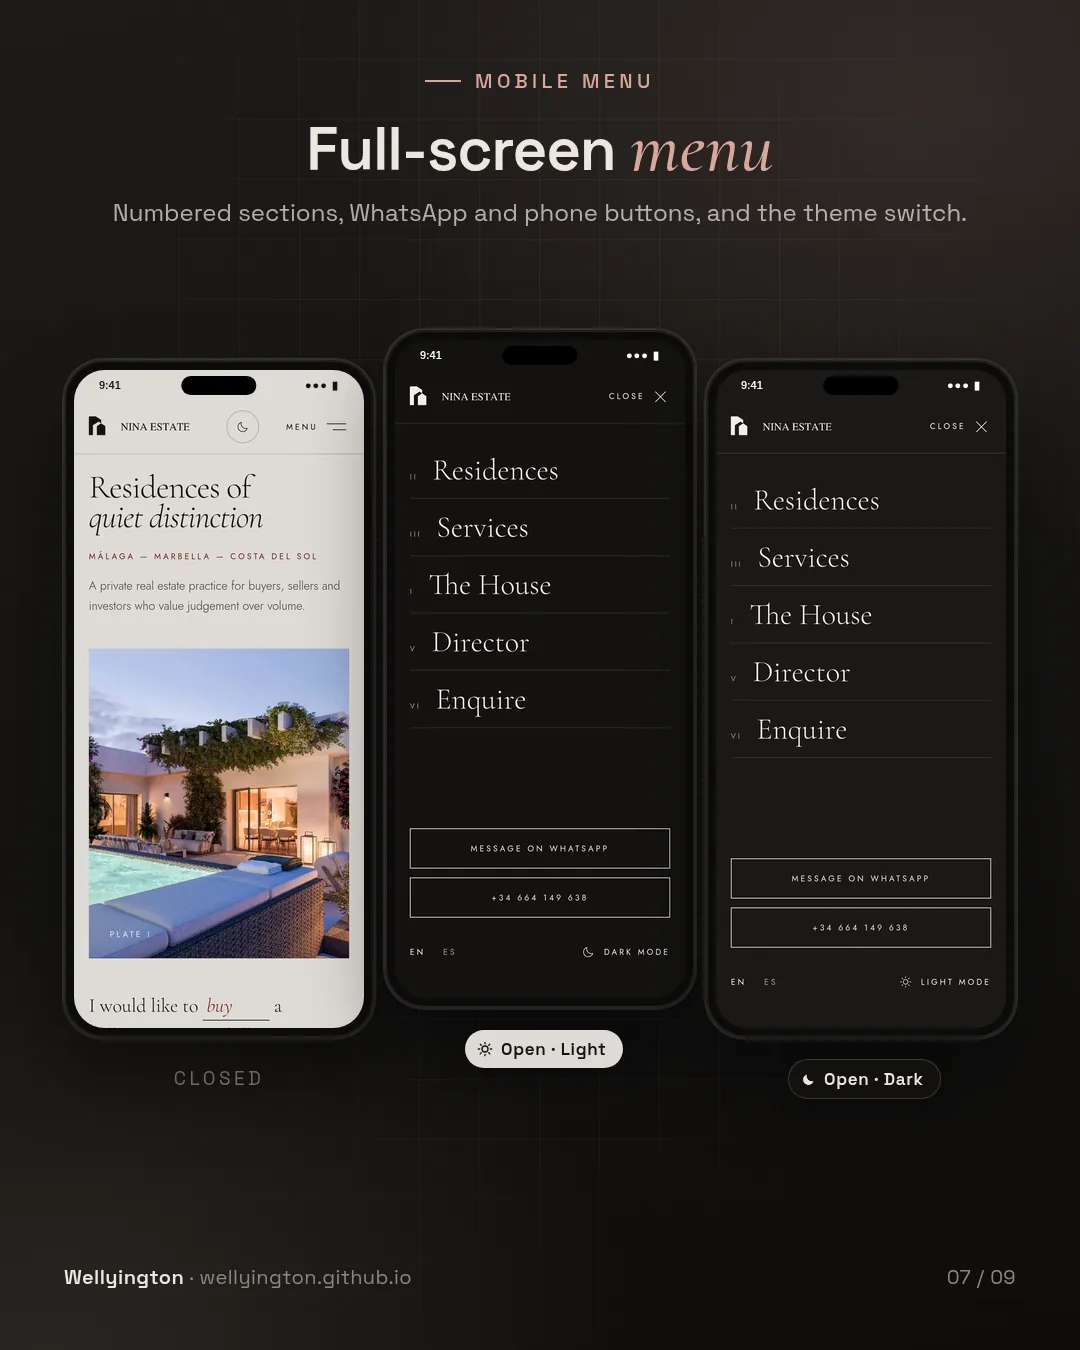 MOBILE MENU
Full-screen menu
Numbered sections, WhatsApp and phone buttons, and the theme switch.
9:41
NINA ESTATE
MENU
Residences of
quiet distinction
MÁLAGA — MARBELLA — COSTA DEL SOL
A private real estate practice for buyers, sellers and
investors who value judgement over volume.
PLATE I
I would like to buy a
CLOSED
9:41
NINA ESTATE
CLOSE
II Residences
III Services
I The House
V Director
VI Enquire
MESSAGE ON WHATSAPP
+34 664 149 638
EN ES
DARK MODE
Open · Light
9:41
NINA ESTATE
CLOSE
II Residences
III Services
I The House
V Director
VI Enquire
MESSAGE ON WHATSAPP
+34 664 149 638
EN ES
LIGHT MODE
Open · Dark
Wellyington · wellyington.github.io
07 / 09